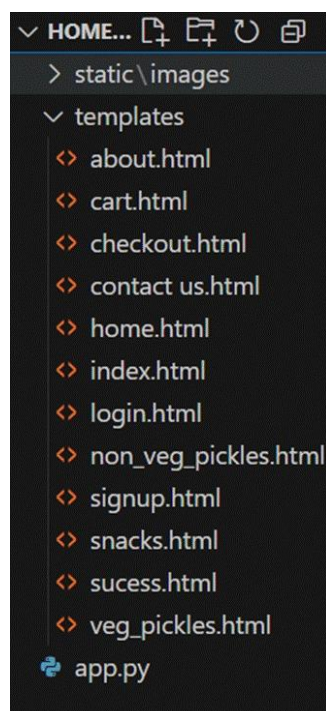 HOME...
static\images
templates
about.html
cart.html
checkout.html
contact us.html
home.html
index.html
login.html
non_veg_pickles.html
signup.html
snacks.html
sucess.html
veg_pickles.html
app.py